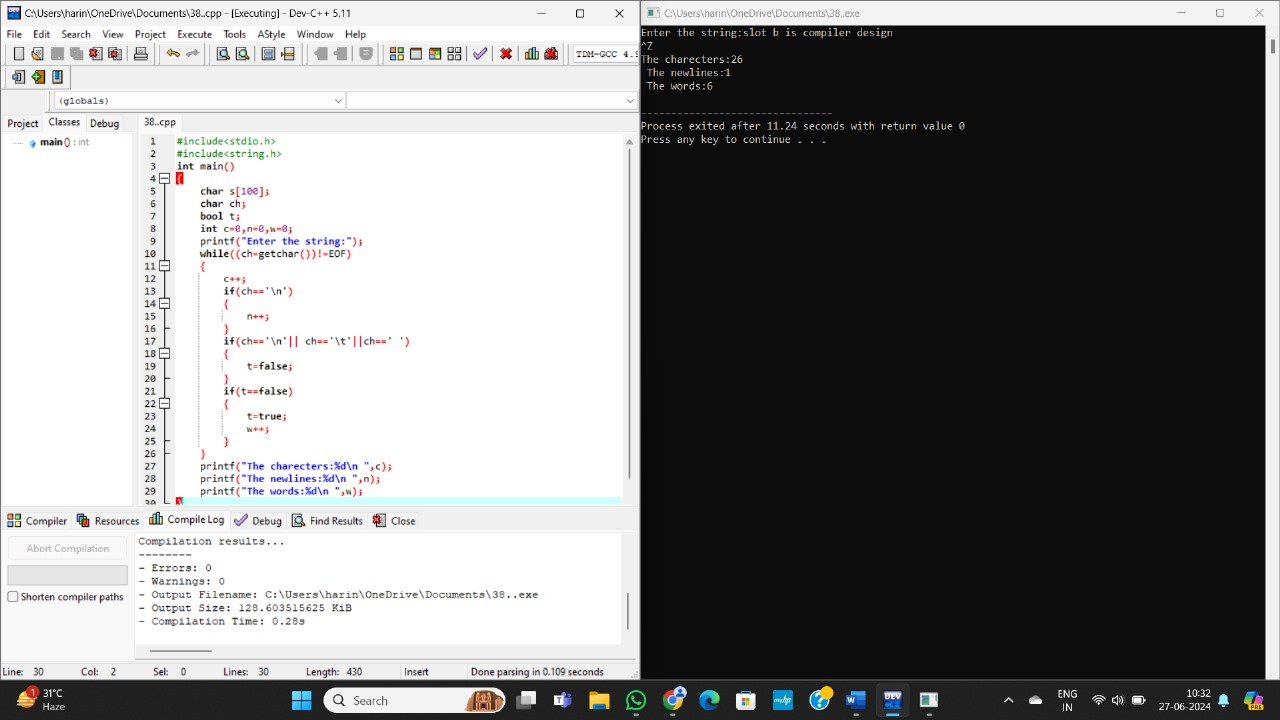 C:\Users\harin\OneDrive\Documents\38..cpp - [Executing] - Dev-C++ 5.11
File Edit Search View Project Execute Tools AStyle Window Help
TDM-GCC 4.9
(globals)
Project Classes Debug
main () : int
38..cpp
1 #include<stdio.h>
2 #include<string.h>
3 int main()
4 {
5 char s[100];
6 char ch;
7 bool t;
8 int c=0,n=0,w=0;
9 printf("Enter the string:");
10 while((ch=getchar())!=EOF)
11 {
12 c++;
13 if(ch=='\n')
14 {
15 n++;
16 }
17 if(ch=='\n'|| ch=='\t'||ch==' ')
18 {
19 t=false;
20 }
21 if(t==false)
22 {
23 t=true;
24 w++;
25 }
26 }
27 printf("The charecters:%d\n ",c);
28 printf("The newlines:%d\n ",n);
29 printf("The words:%d\n ",w);
30 }
Compiler Resources Compile Log Debug Find Results Close
Abort Compilation
Shorten compiler paths
Compilation results...
--------
- Errors: 0
- Warnings: 0
- Output Filename: C:\Users\harin\OneDrive\Documents\38..exe
- Output Size: 128.603515625 KiB
- Compilation Time: 0.28s
Line: 30 Col: 2 Sel: 0 Lines: 30 Length: 430 Insert Done parsing in 0.109 seconds
C:\Users\harin\OneDrive\Documents\38..exe
Enter the string:slot b is compiler design
^Z
The charecters:26
The newlines:1
The words:6
--------------------------------
Process exited after 11.24 seconds with return value 0
Press any key to continue . . .
1
31°C
Haze
Search
DEV
C++
ENG
IN
10:32
27-06-2024
PRE